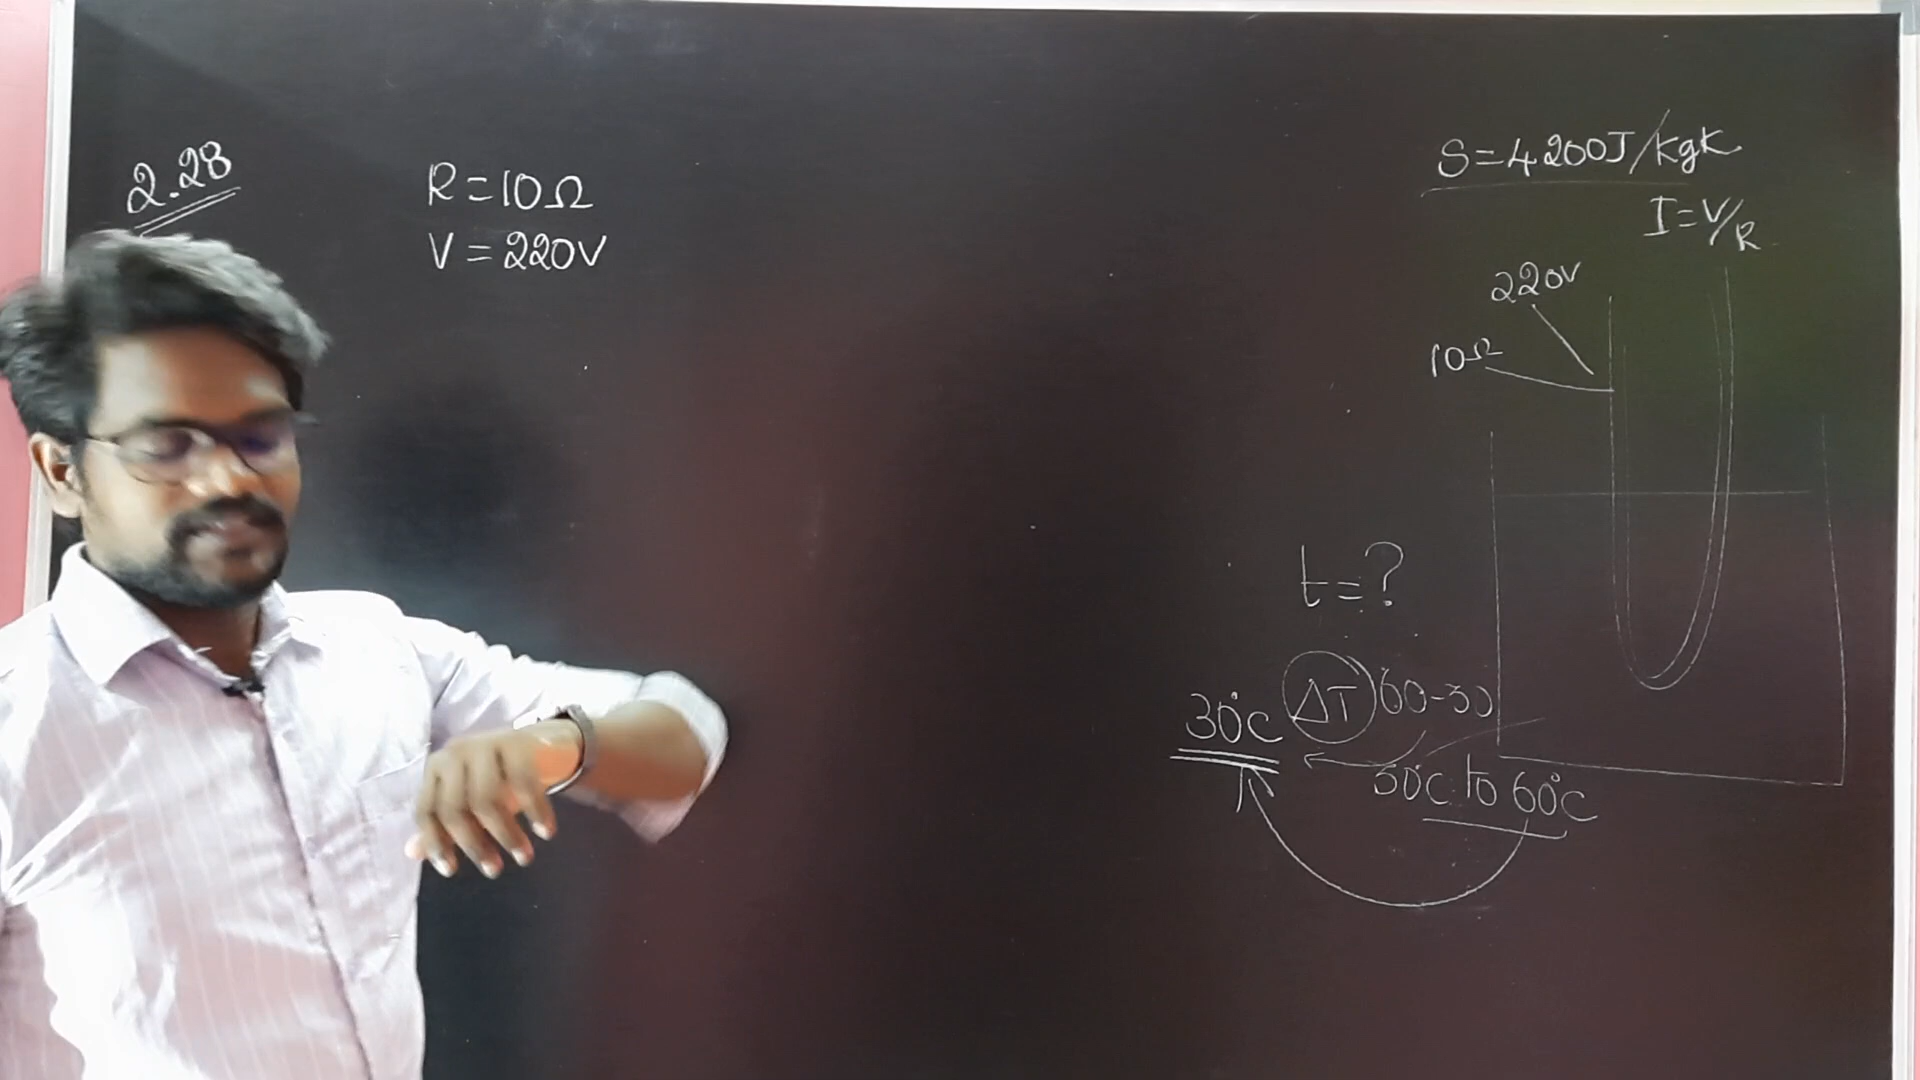 2.28
R = 10Ω
V = 220V
S = 4200J/kgK
I = V/R
220V
10Ω
t = ?
30°C ΔT 60-30
30°C to 60°C